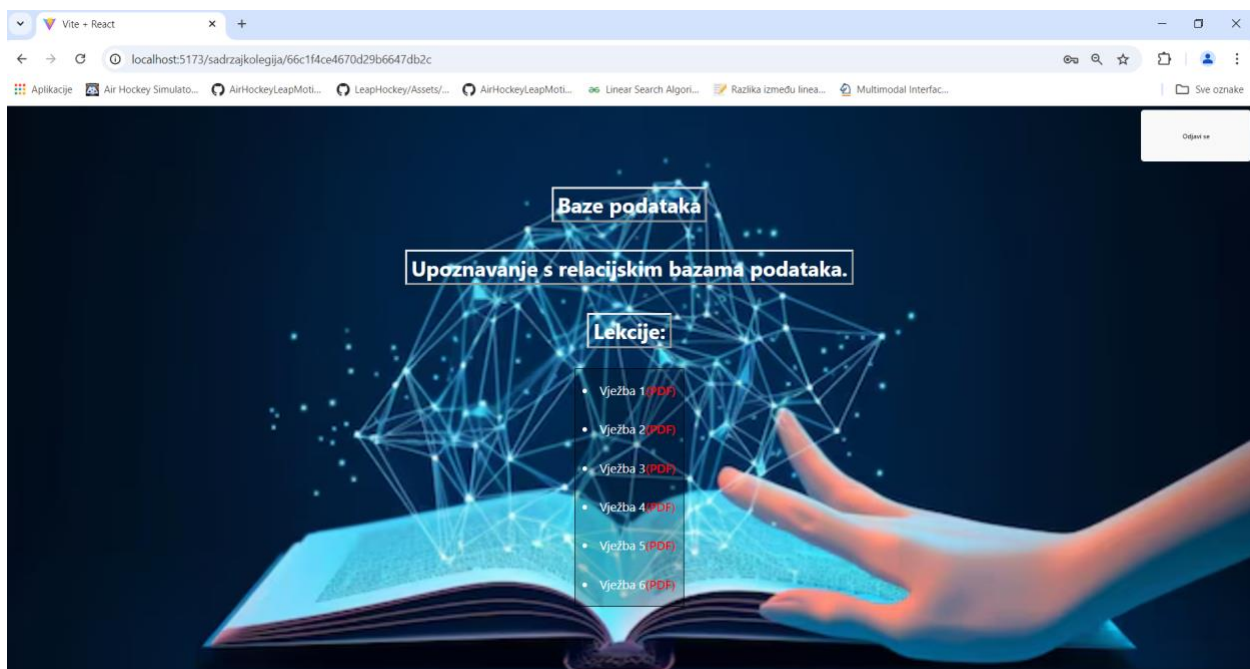 Vite + React
localhost:5173/sadrzajkolegija/66c1f4ce4670d29b6647db2c
Aplikacije Air Hockey Simulato... AirHockeyLeapMoti... LeapHockey/Assets/... AirHockeyLeapMoti... Linear Search Algori... Razlika između linea... Multimodal Interfac... Sve oznake
Odjavi se
Baze podataka
Upoznavanje s relacijskim bazama podataka.
Lekcije:
• Vježba 1(PDF)
• Vježba 2(PDF)
• Vježba 3(PDF)
• Vježba 4(PDF)
• Vježba 5(PDF)
• Vježba 6(PDF)